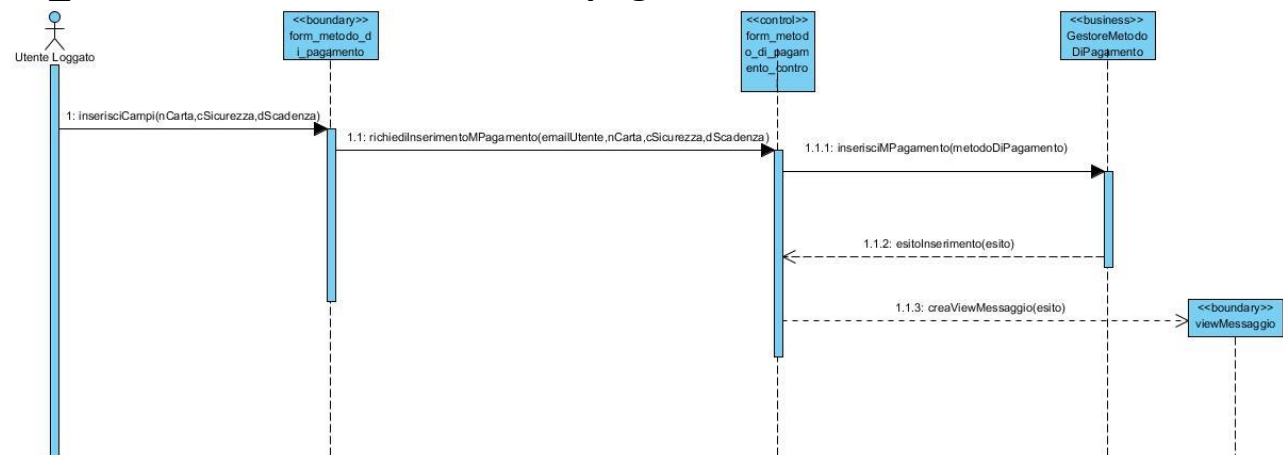 Utente Loggato
<<boundary>>
form_metodo_d
i_pagamento
<<control>>
form_metod
o_di_pagam
ento_contro
<<business>>
GestoreMetodo
DiPagamento
1: inserisciCampi(nCarta,cSicurezza,dScadenza)
1.1: richiediInserimentoMPagamento(emailUtente,nCarta,cSicurezza,dScadenza)
1.1.1: inserisciMPagamento(metodoDiPagamento)
1.1.2: esitoInserimento(esito)
1.1.3: creaViewMessaggio(esito)
<<boundary>>
viewMessaggio